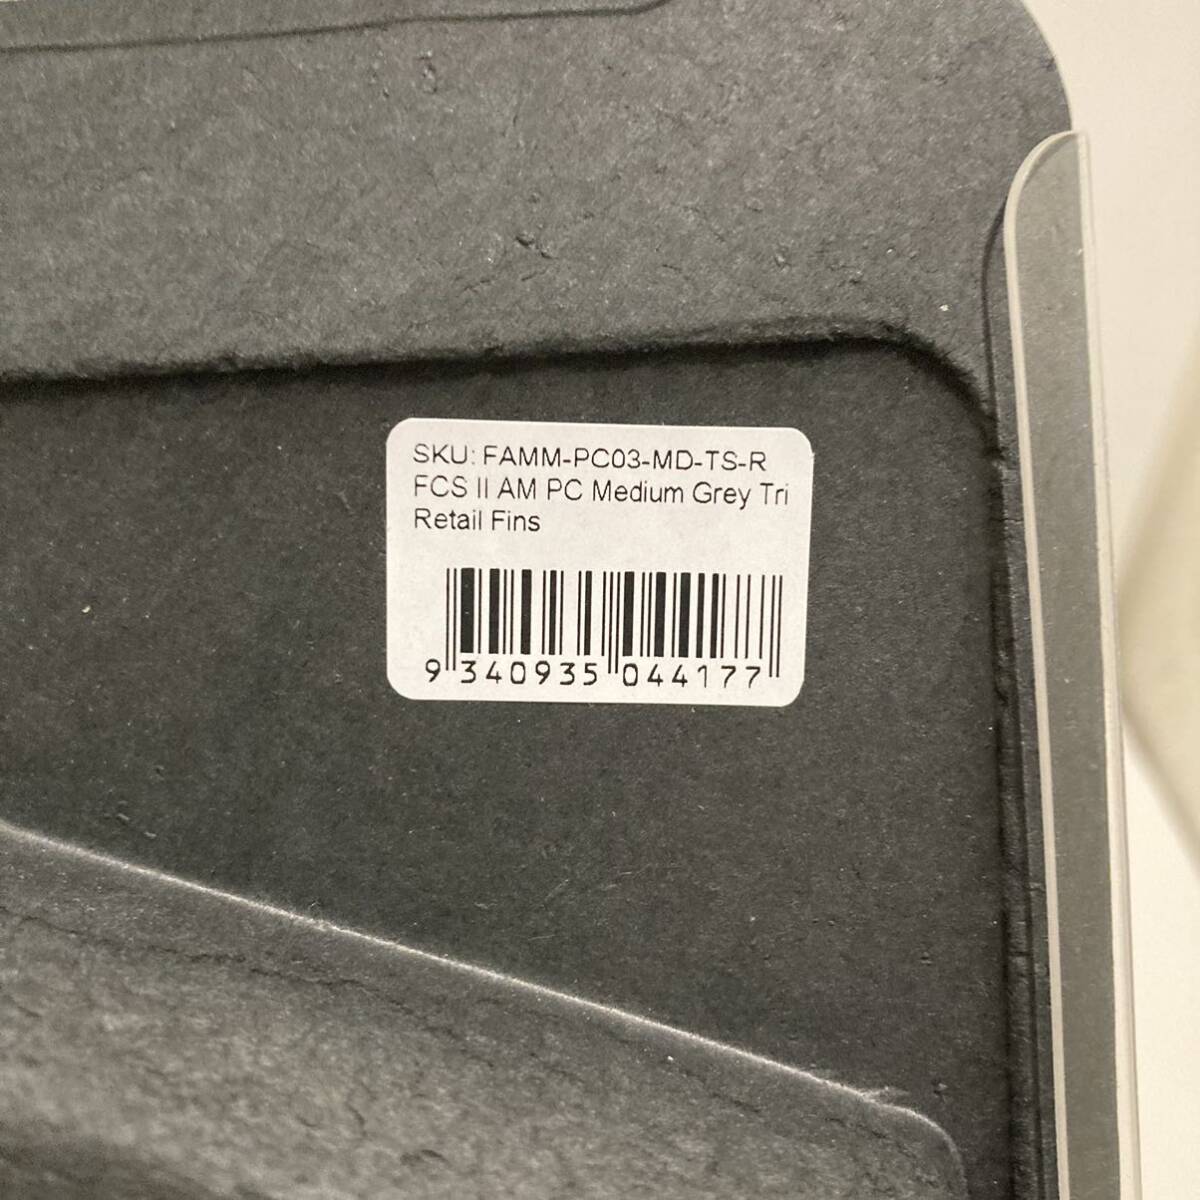 SKU: FAMM-PC03-MD-TS-R
FCS II AM PC Medium Grey Tri
Retail Fins
9 340935 044177